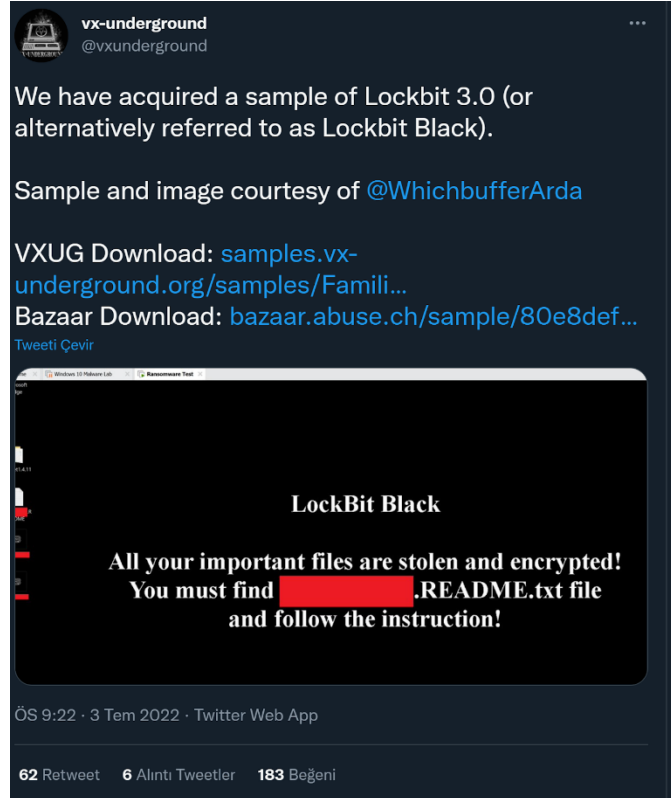 vx-underground
@vxunderground
We have acquired a sample of Lockbit 3.0 (or
alternatively referred to as Lockbit Black).
Sample and image courtesy of @WhichbufferArda
VXUG Download: samples.vx-
underground.org/samples/Famili...
Bazaar Download: bazaar.abuse.ch/sample/80e8def...
Tweeti Çevir
Windows 10 Malware Lab Ransomware Test
LockBit Black
All your important files are stolen and encrypted!
You must find .README.txt file
and follow the instruction!
ÖS 9:22 · 3 Tem 2022 · Twitter Web App
62 Retweet 6 Alıntı Tweetler 183 Beğeni